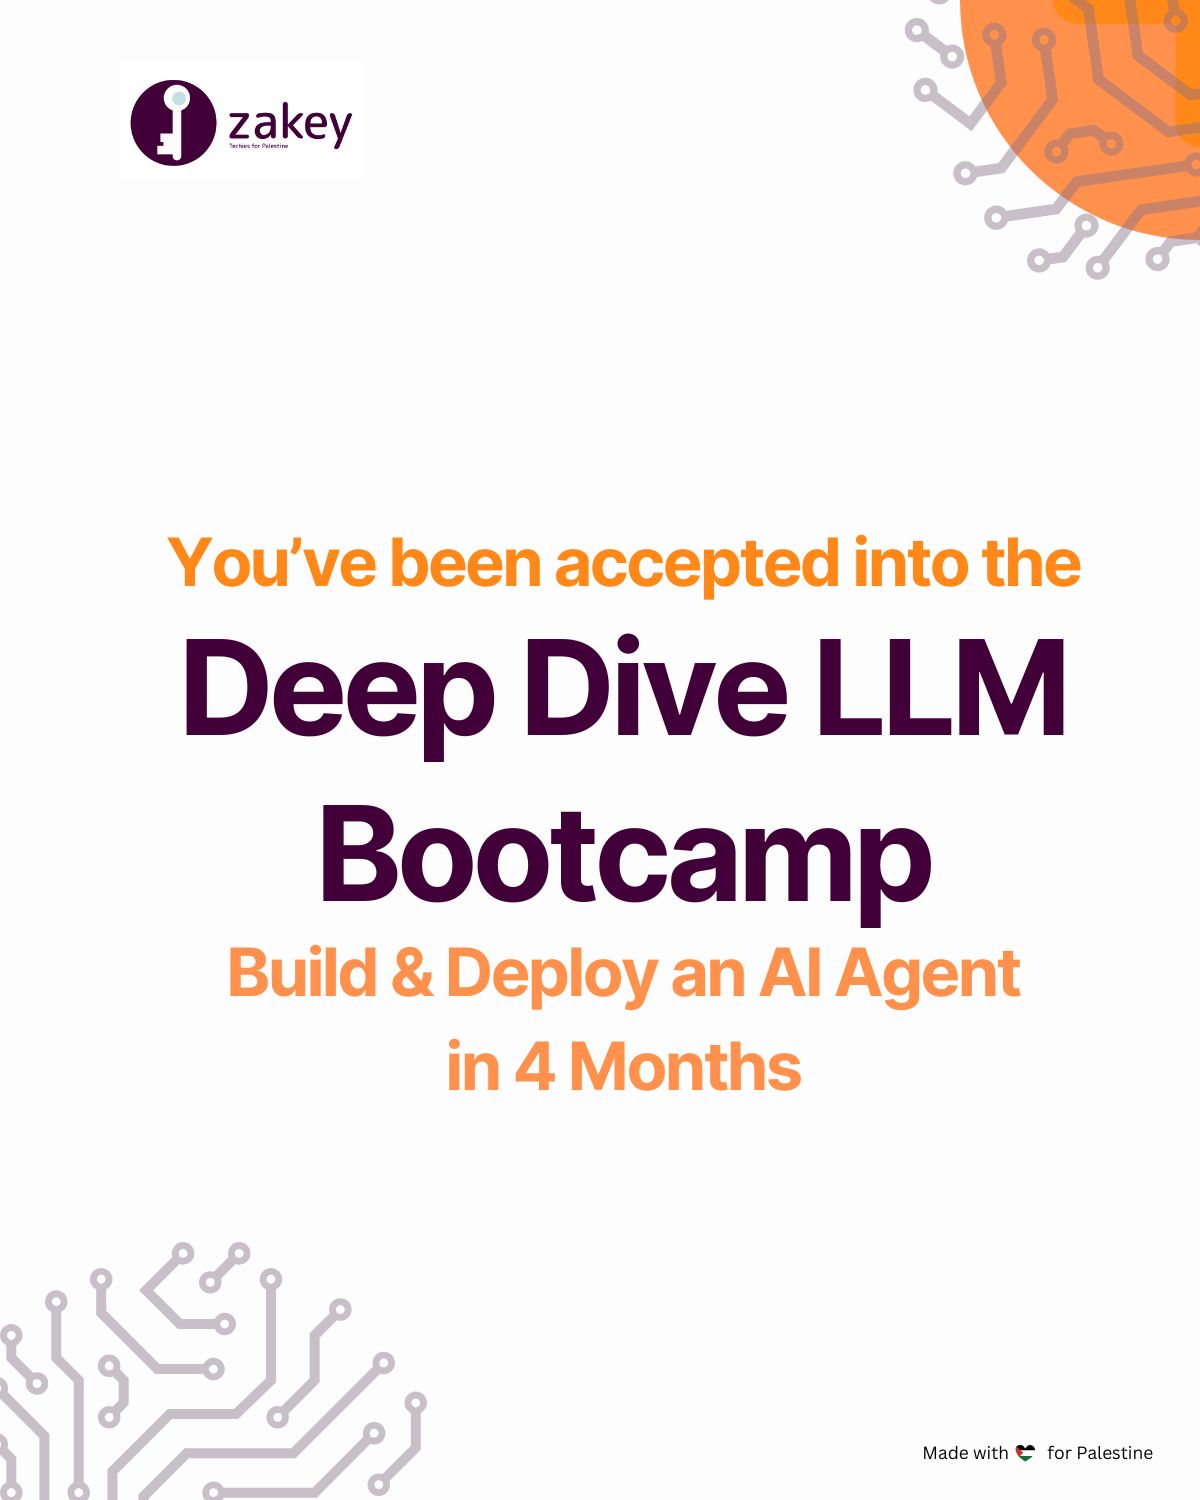 zakey
Techies for Palestine
You’ve been accepted into the
Deep Dive LLM
Bootcamp
Build & Deploy an AI Agent
in 4 Months
Made with for Palestine